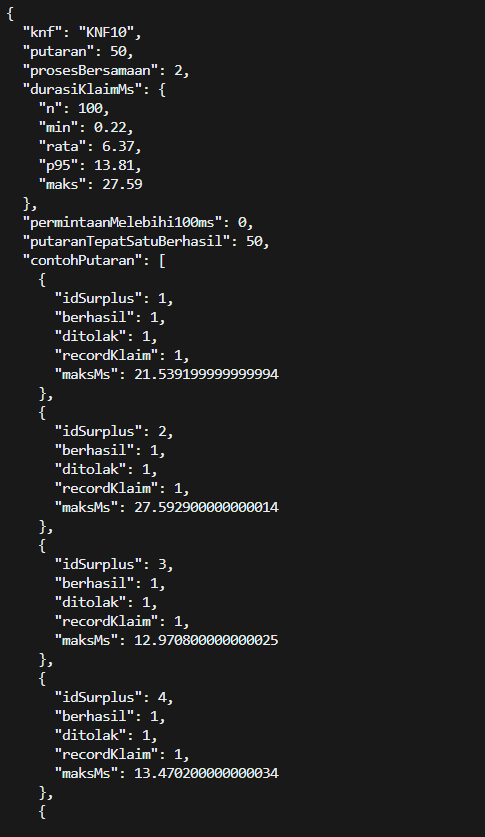 {
  "knf": "KNF10",
  "putaran": 50,
  "prosesBersamaan": 2,
  "durasiKlaimMs": {
    "n": 100,
    "min": 0.22,
    "rata": 6.37,
    "p95": 13.81,
    "maks": 27.59
  },
  "permintaanMelebihi100ms": 0,
  "putaranTepatSatuBerhasil": 50,
  "contohPutaran": [
    {
      "idSurplus": 1,
      "berhasil": 1,
      "ditolak": 1,
      "recordKlaim": 1,
      "maksMs": 21.539199999999994
    },
    {
      "idSurplus": 2,
      "berhasil": 1,
      "ditolak": 1,
      "recordKlaim": 1,
      "maksMs": 27.592900000000014
    },
    {
      "idSurplus": 3,
      "berhasil": 1,
      "ditolak": 1,
      "recordKlaim": 1,
      "maksMs": 12.970800000000025
    },
    {
      "idSurplus": 4,
      "berhasil": 1,
      "ditolak": 1,
      "recordKlaim": 1,
      "maksMs": 13.470200000000034
    },
    {